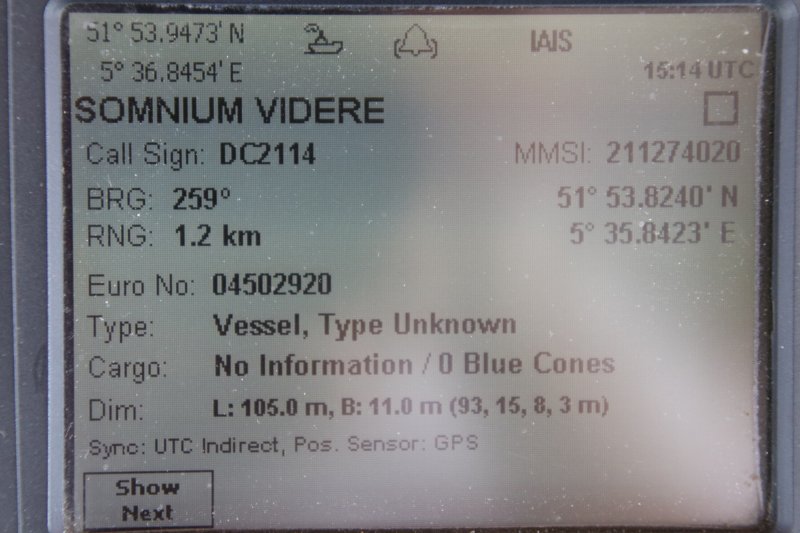 51° 53.9473' N IAIS
5° 36.8454' E 15:14 UTC
SOMNIUM VIDERE
Call Sign: DC2114 MMSI: 211274020
BRG: 259° 51° 53.8240' N
RNG: 1.2 km 5° 35.8423' E
Euro No: 04502920
Type: Vessel, Type Unknown
Cargo: No Information / 0 Blue Cones
Dim: L: 105.0 m, B: 11.0 m (93, 15, 8, 3 m)
Sync: UTC Indirect, Pos. Sensor: GPS
Show
Next